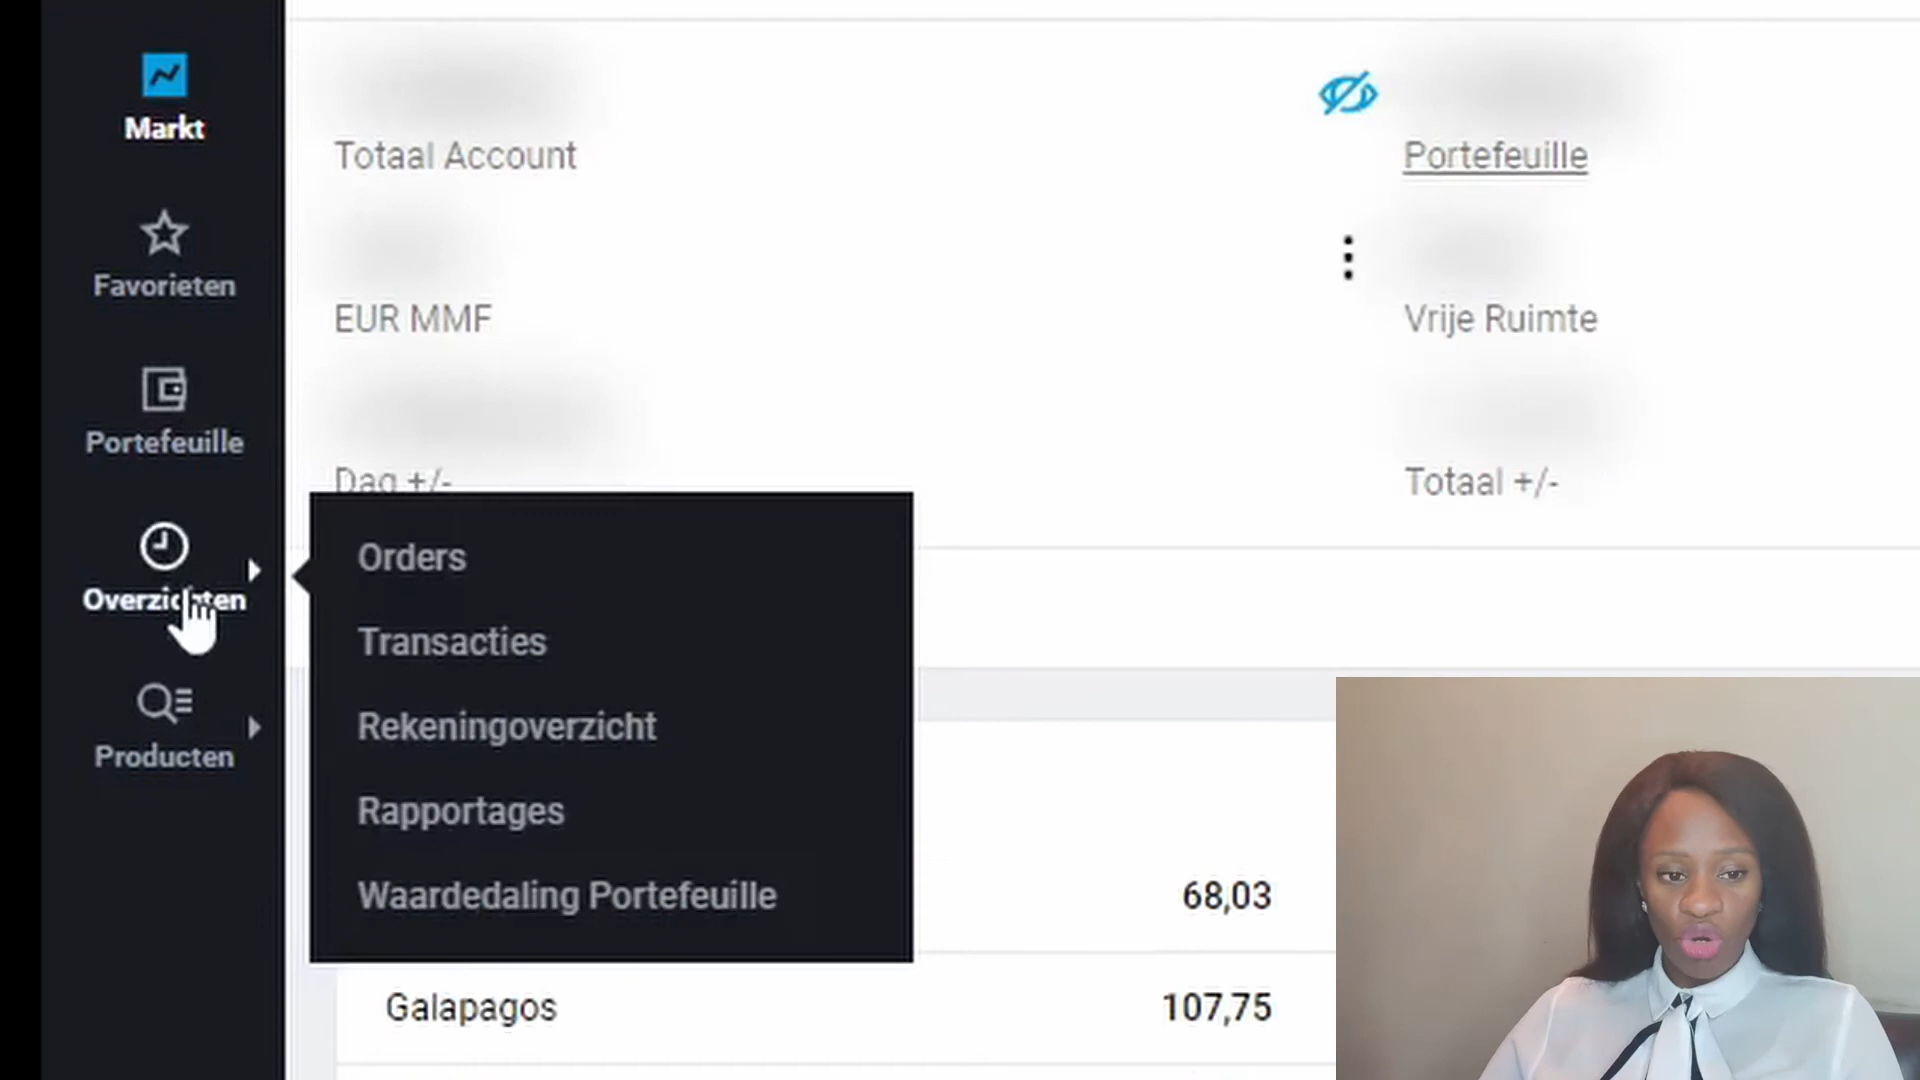 Markt
Favorieten
Portefeuille
Overzichten
Producten
Totaal Account
Portefeuille
EUR MMF
Vrije Ruimte
Dag +/-
Totaal +/-
Orders
Transacties
Rekeningoverzicht
Rapportages
Waardedaling Portefeuille
68,03
Galapagos
107,75